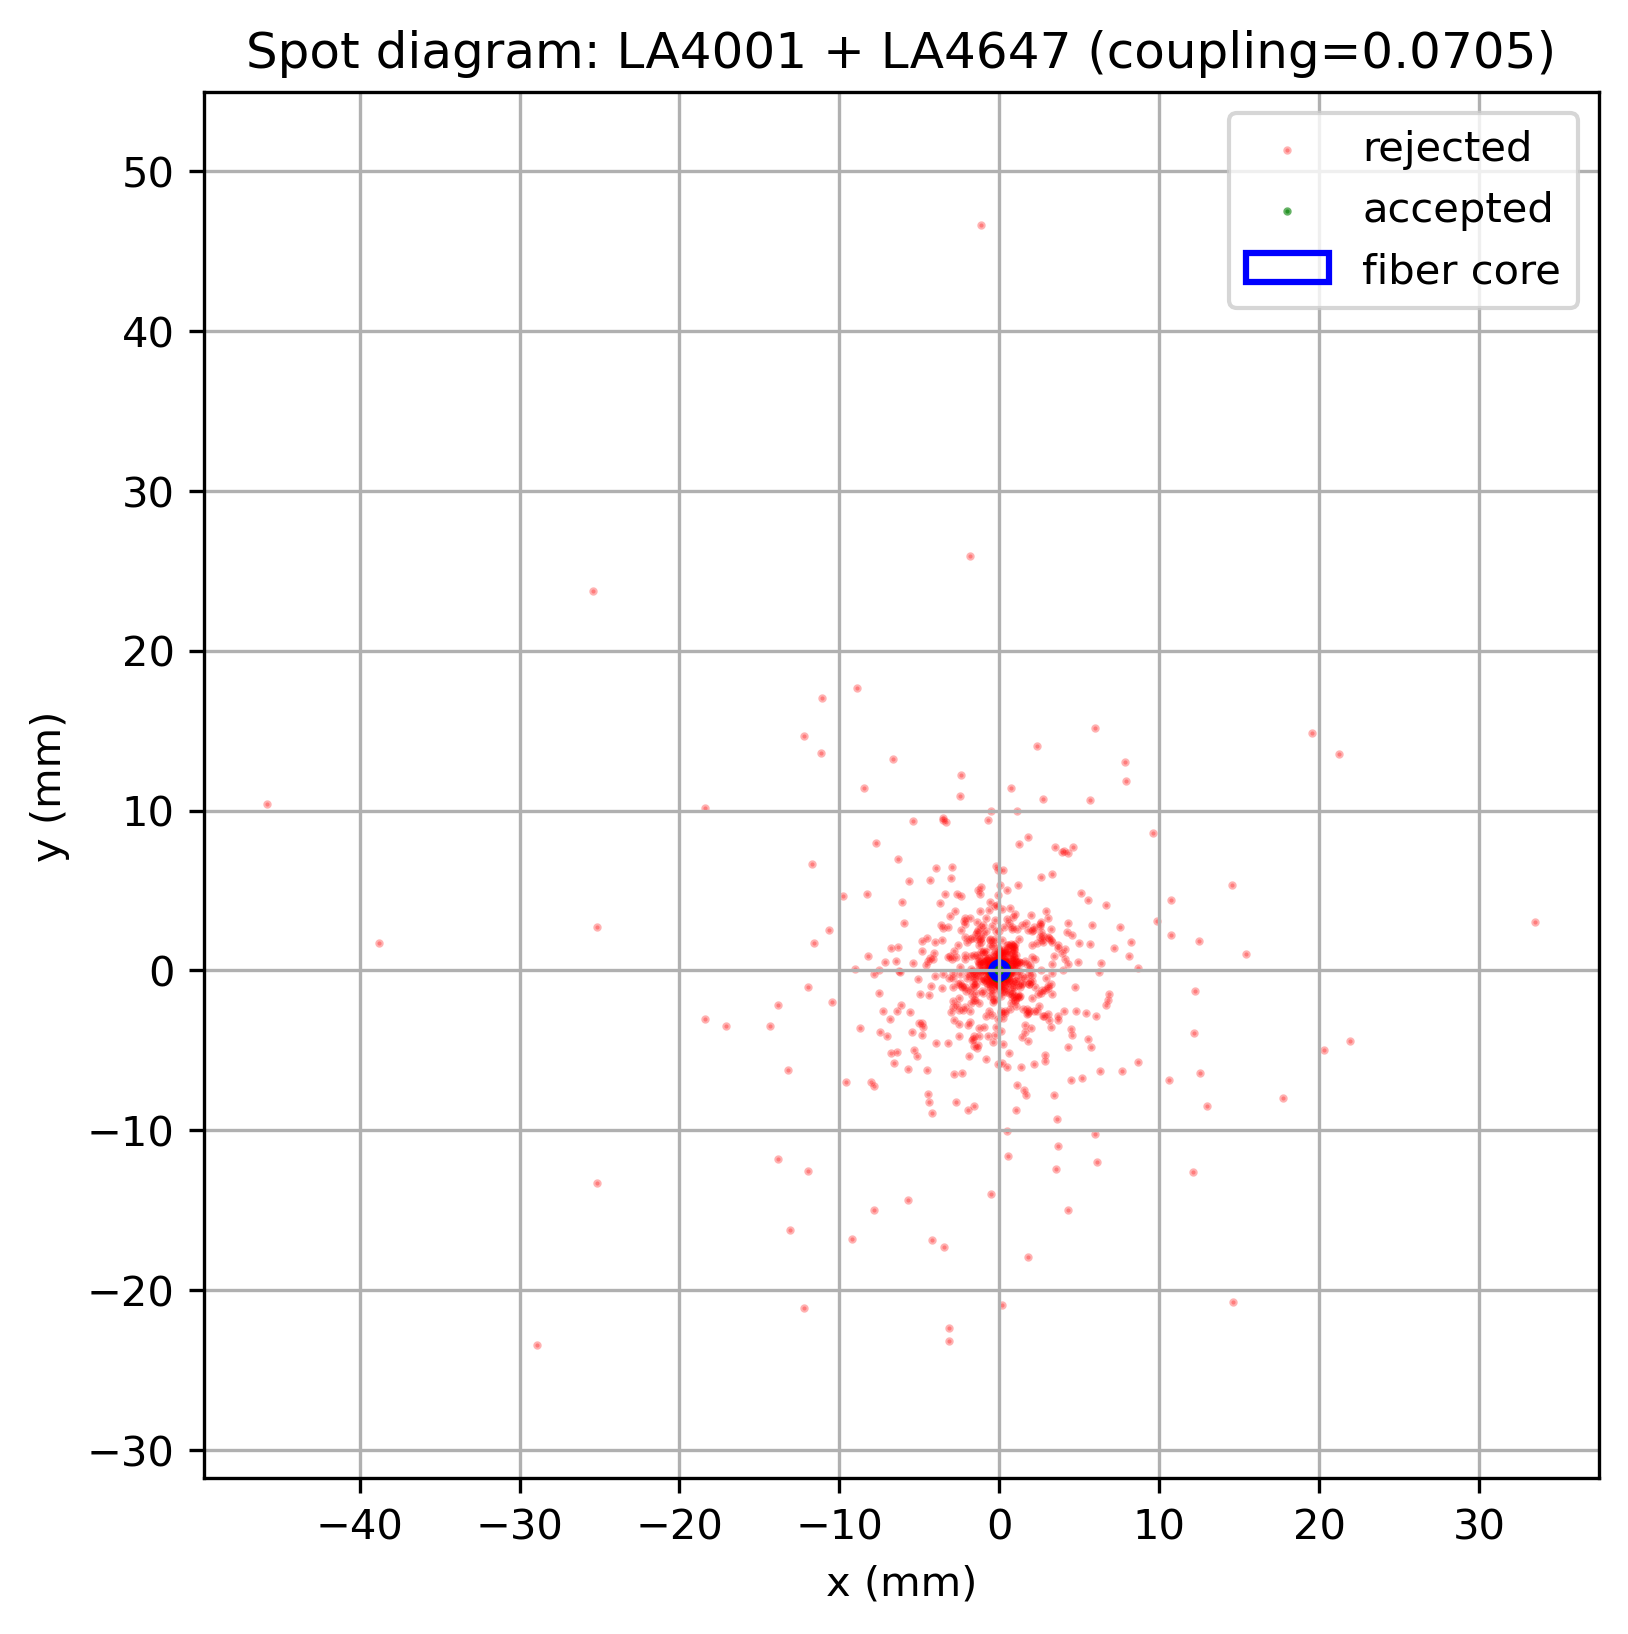 Spot diagram: LA4001 + LA4647 (coupling=0.0705)
rejected
accepted
fiber core
50
40
30
20
10
0
−10
−20
−30
y (mm)
−40 −30 −20 −10 0 10 20 30
x (mm)